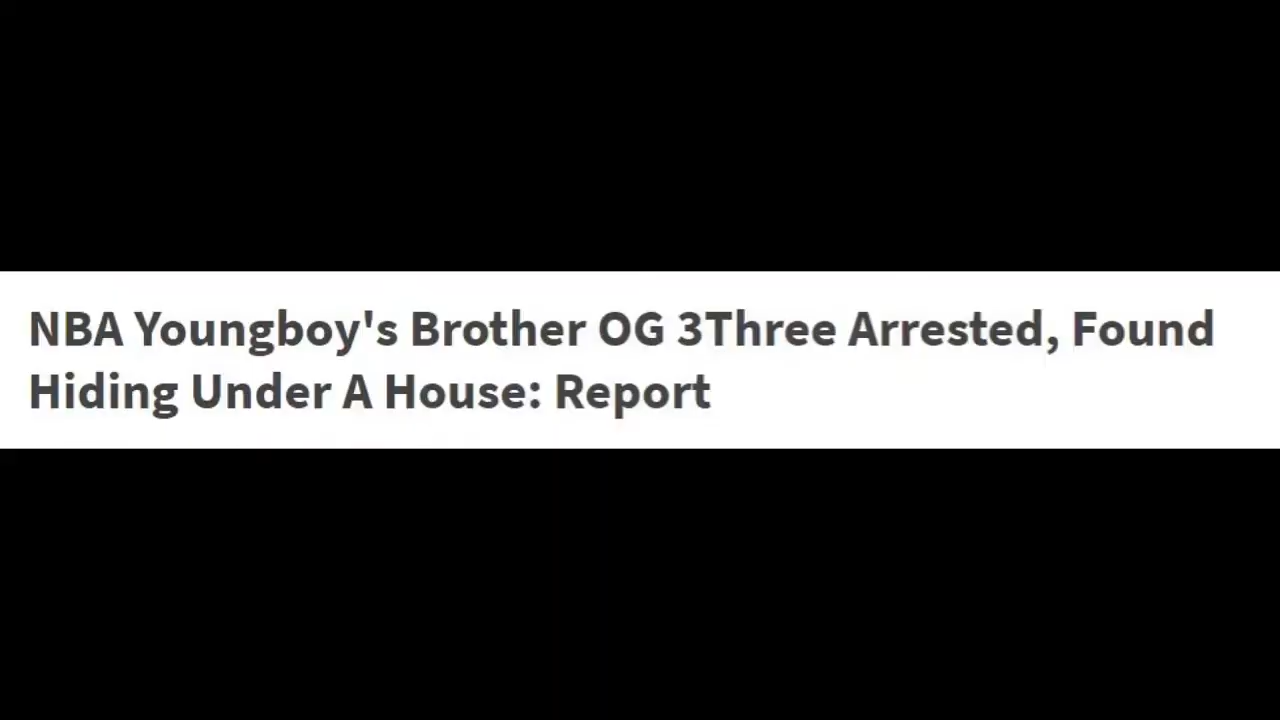 NBA Youngboy's Brother OG 3Three Arrested, Found
Hiding Under A House: Report